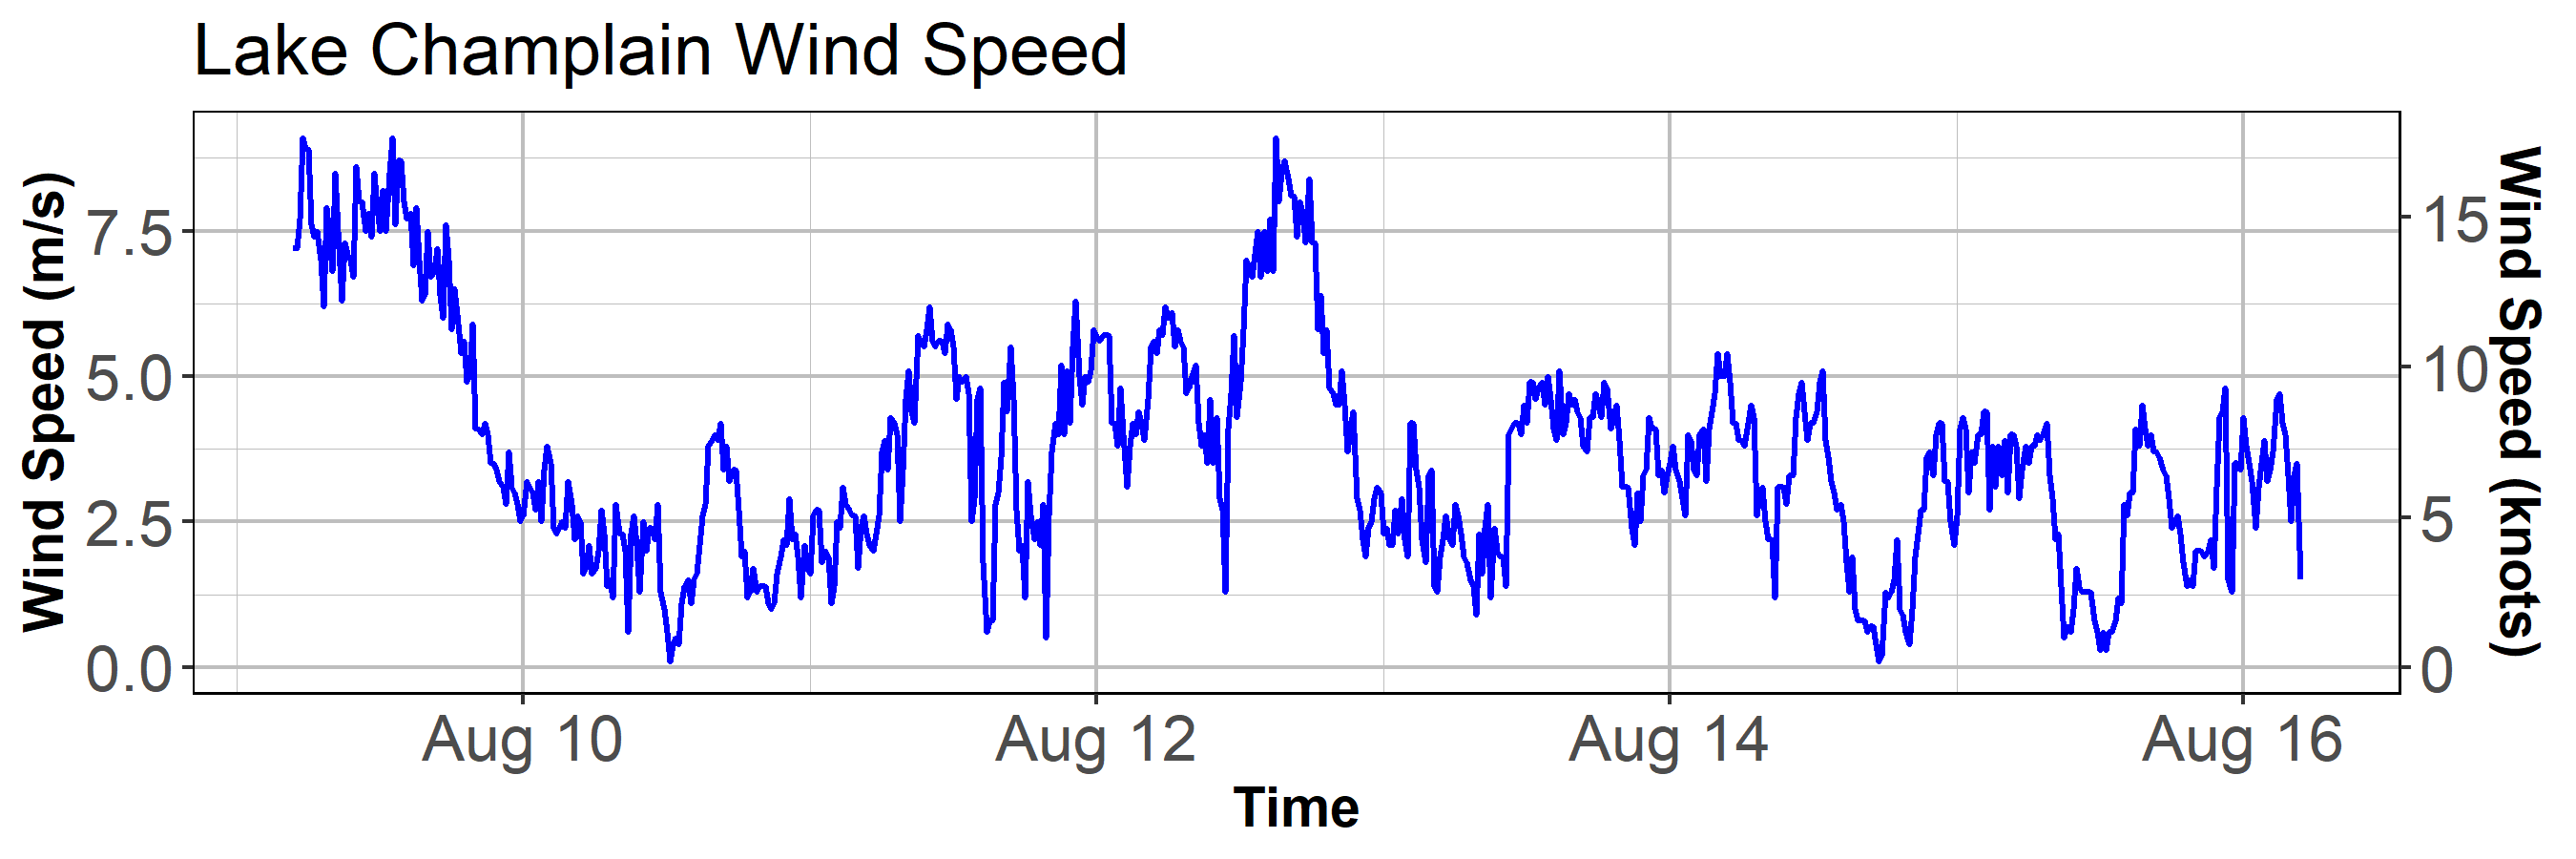 Lake Champlain Wind Speed
Wind Speed (m/s)
7.5
5.0
2.5
0.0
15
10
5
0
Wind Speed (knots)
Aug 10
Aug 12
Aug 14
Aug 16
Time